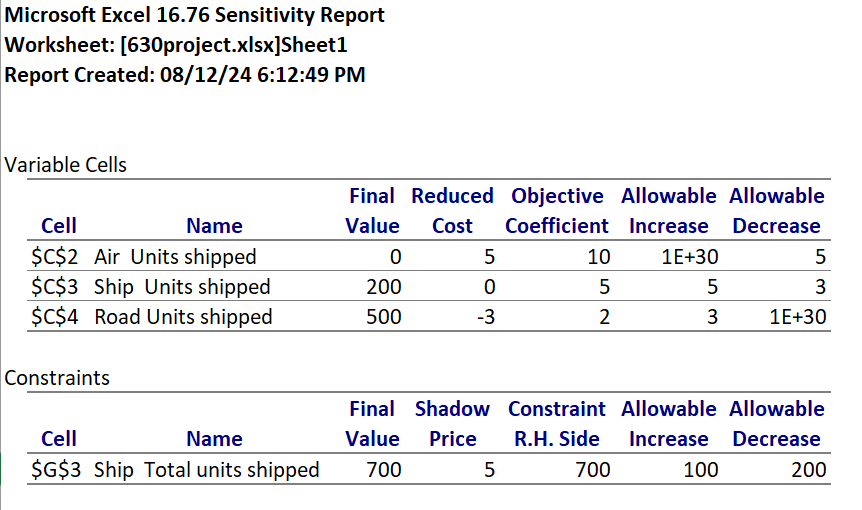 Microsoft Excel 16.76 Sensitivity Report
Worksheet: [630project.xlsx]Sheet1
Report Created: 08/12/24 6:12:49 PM
Variable Cells
Final Reduced Objective Allowable Allowable
Cell Name Value Cost Coefficient Increase Decrease
$C$2 Air Units shipped 0 5 10 1E+30 5
$C$3 Ship Units shipped 200 0 5 5 3
$C$4 Road Units shipped 500 -3 2 3 1E+30
Constraints
Final Shadow Constraint Allowable Allowable
Cell Name Value Price R.H. Side Increase Decrease
$G$3 Ship Total units shipped 700 5 700 100 200